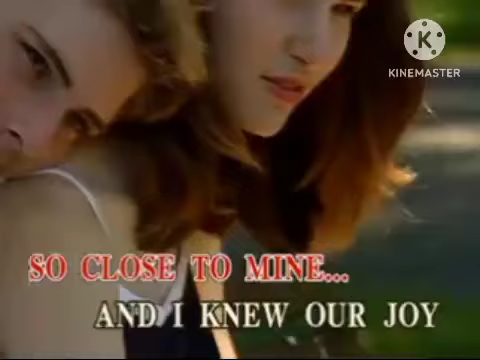 K
KINEMASTER
SO CLOSE TO MINE...
AND I KNEW OUR JOY